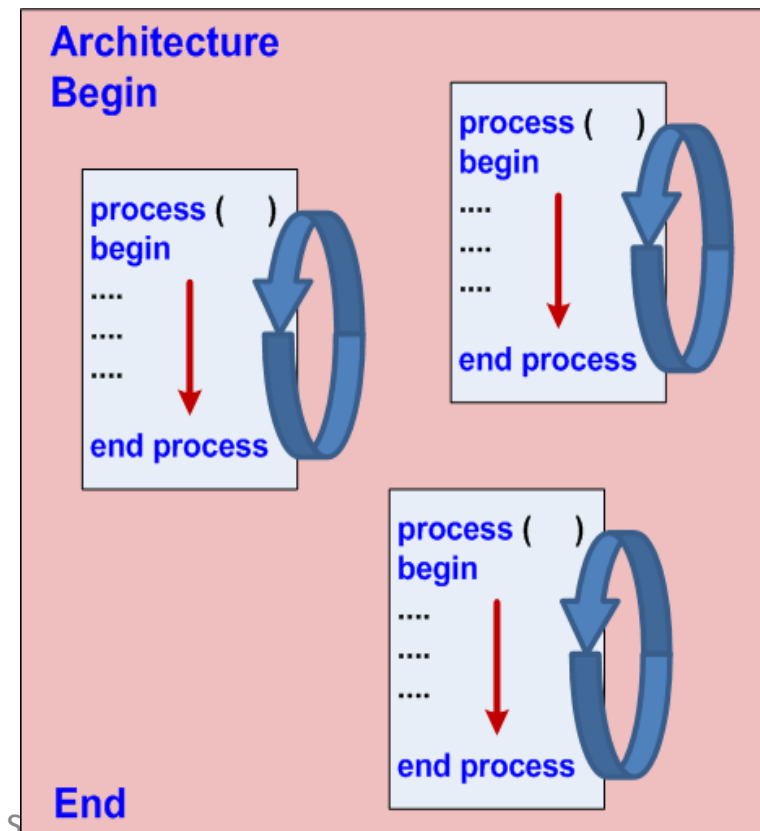 Architecture
Begin
process ( )
begin
....
....
....
end process
process ( )
begin
....
....
....
end process
process ( )
begin
....
....
....
end process
End
s